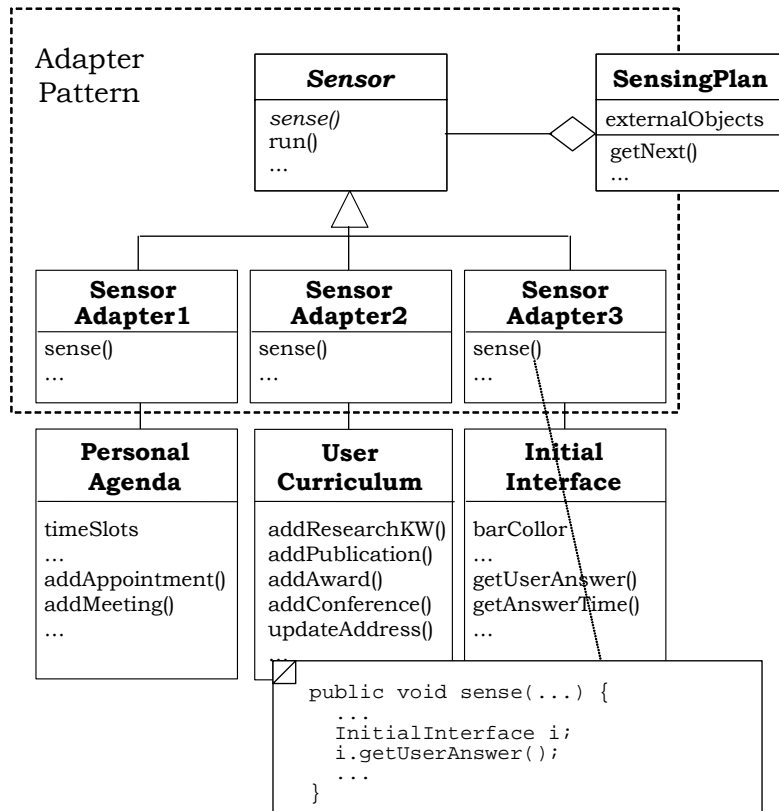 Adapter
Pattern
Sensor
sense()
run()
...
SensingPlan
externalObjects
getNext()
...
Sensor
Adapter1
sense()
...
Sensor
Adapter2
sense()
...
Sensor
Adapter3
sense()
...
Personal
Agenda
timeSlots
...
addAppointment()
addMeeting()
...
User
Curriculum
addResearchKW()
addPublication()
addAward()
addConference()
updateAddress()
...
Initial
Interface
barCollor
...
getUserAnswer()
getAnswerTime()
...
public void sense(...) {
...
InitialInterface i;
i.getUserAnswer();
...
}